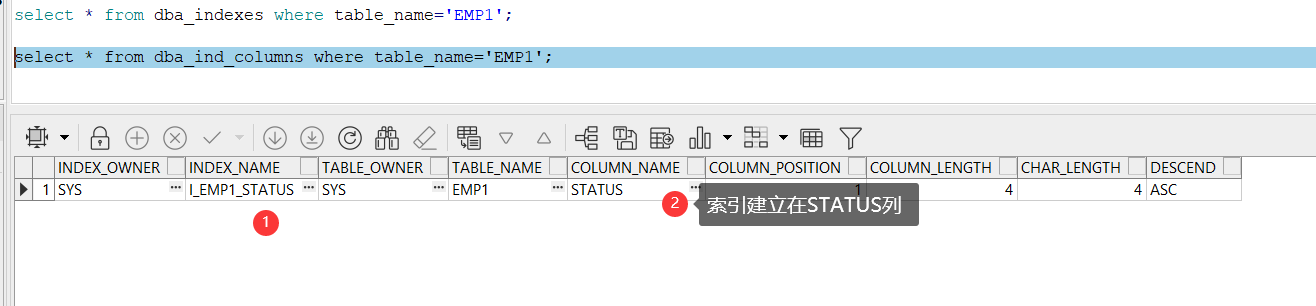 select * from dba_indexes where table_name='EMP1';
select * from dba_ind_columns where table_name='EMP1';
INDEX_OWNER INDEX_NAME TABLE_OWNER TABLE_NAME COLUMN_NAME COLUMN_POSITION COLUMN_LENGTH CHAR_LENGTH DESCEND
1 SYS ... I_EMP1_STATUS ... SYS ... EMP1 ... STATUS ... 1 4 4 ASC
1
2 索引建立在STATUS列